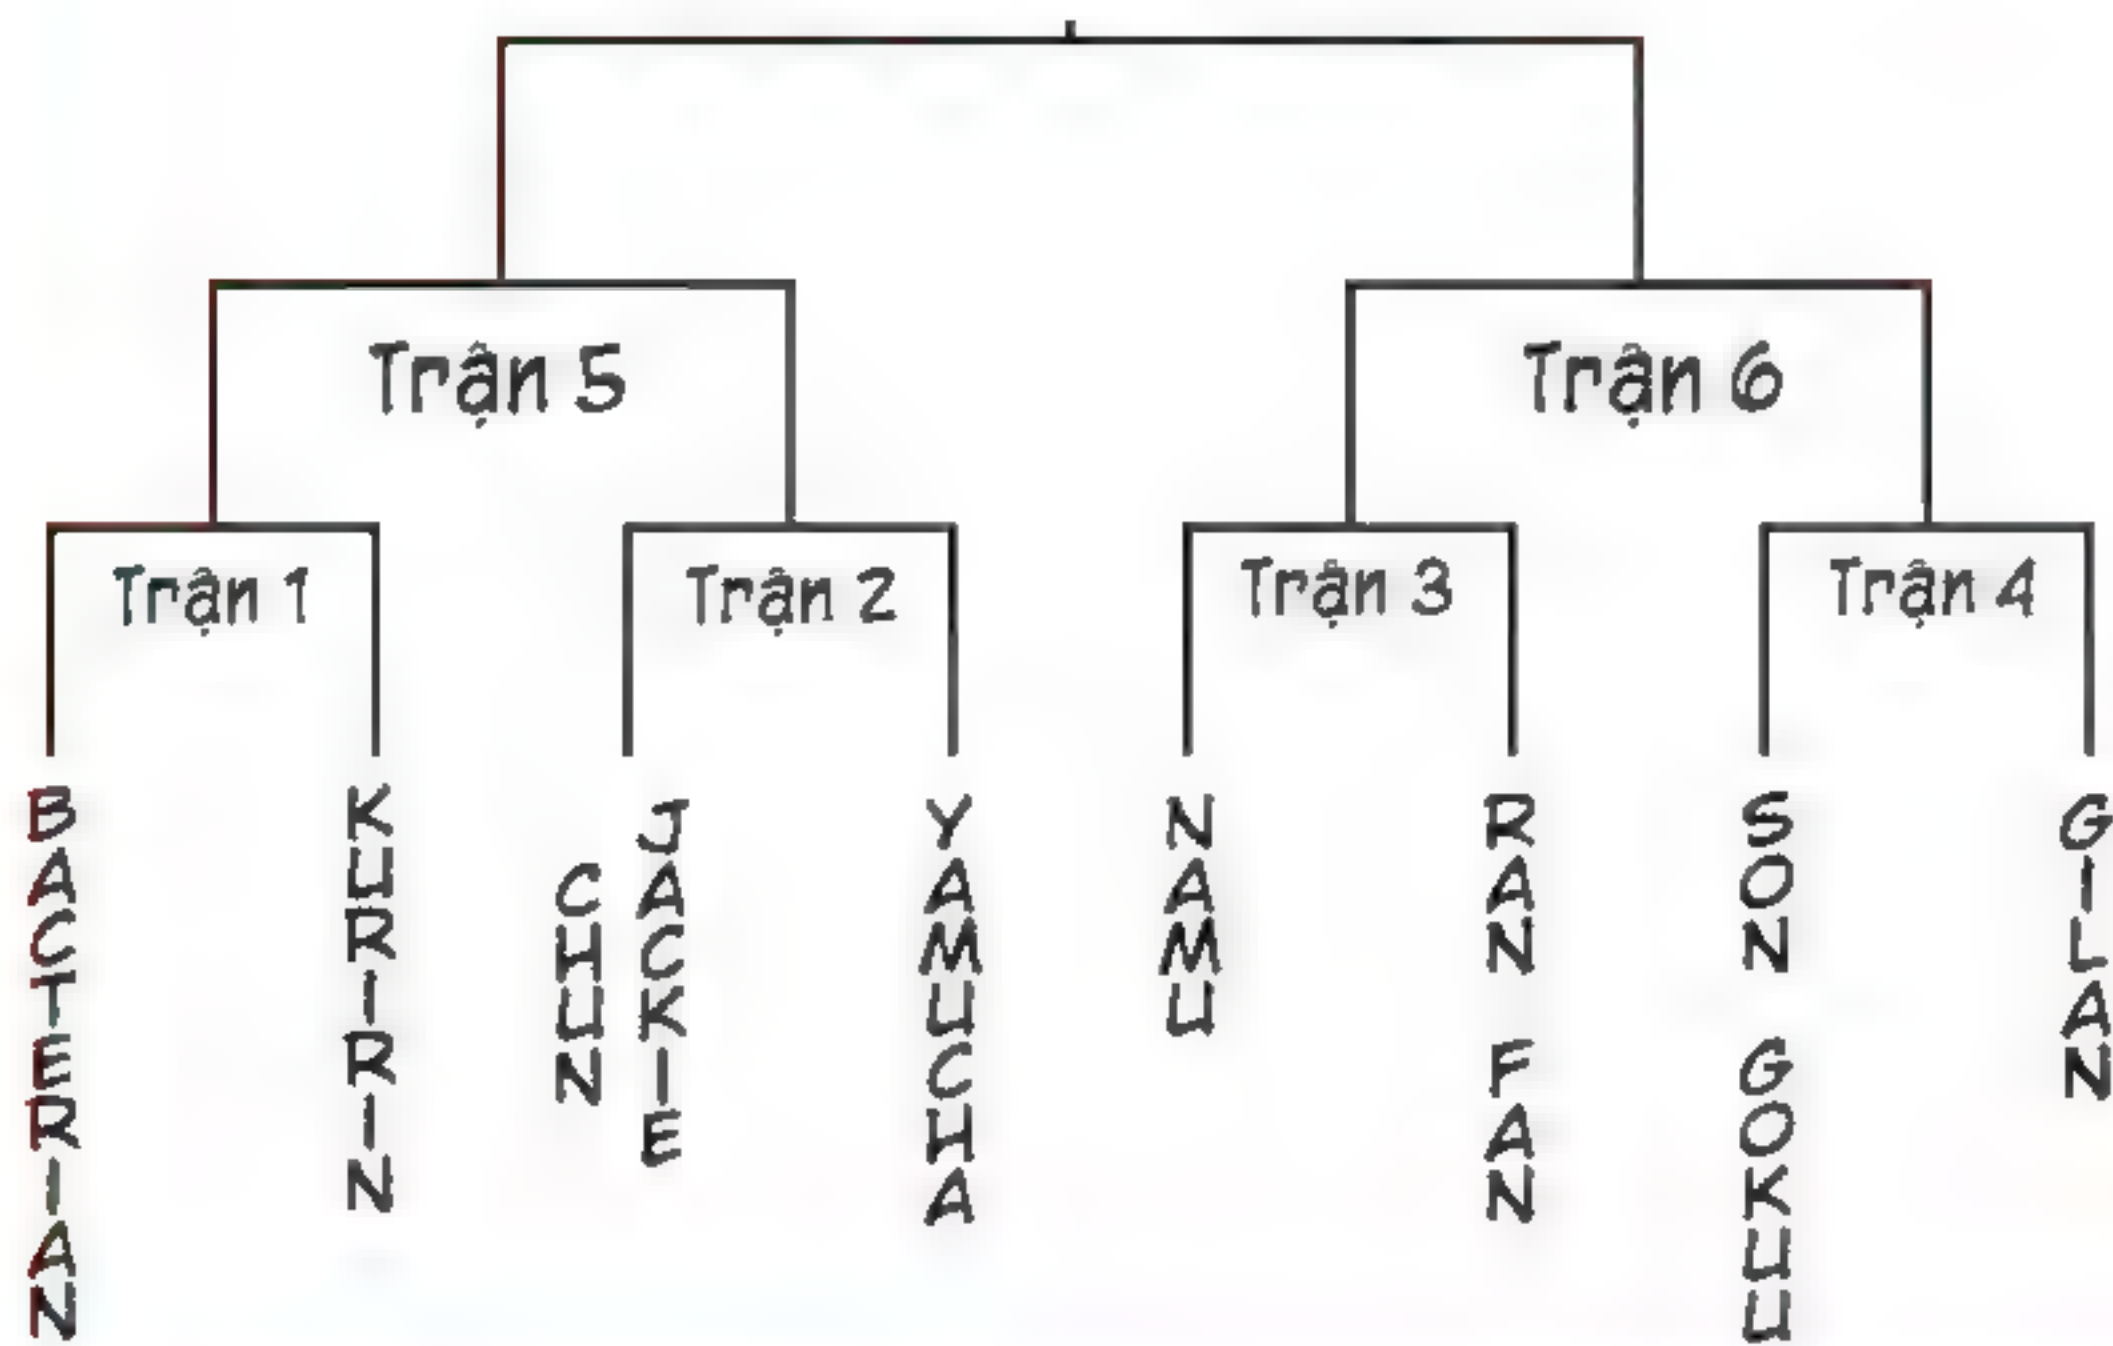 Trận 5
Trận 6
Trận 1
Trận 2
Trận 3
Trận 4
BACTERIAN
KURIRIN
JACKIE
CHUN
YAMUCHA
NAMU
RAN FAN
SON GOKUU
GILAN